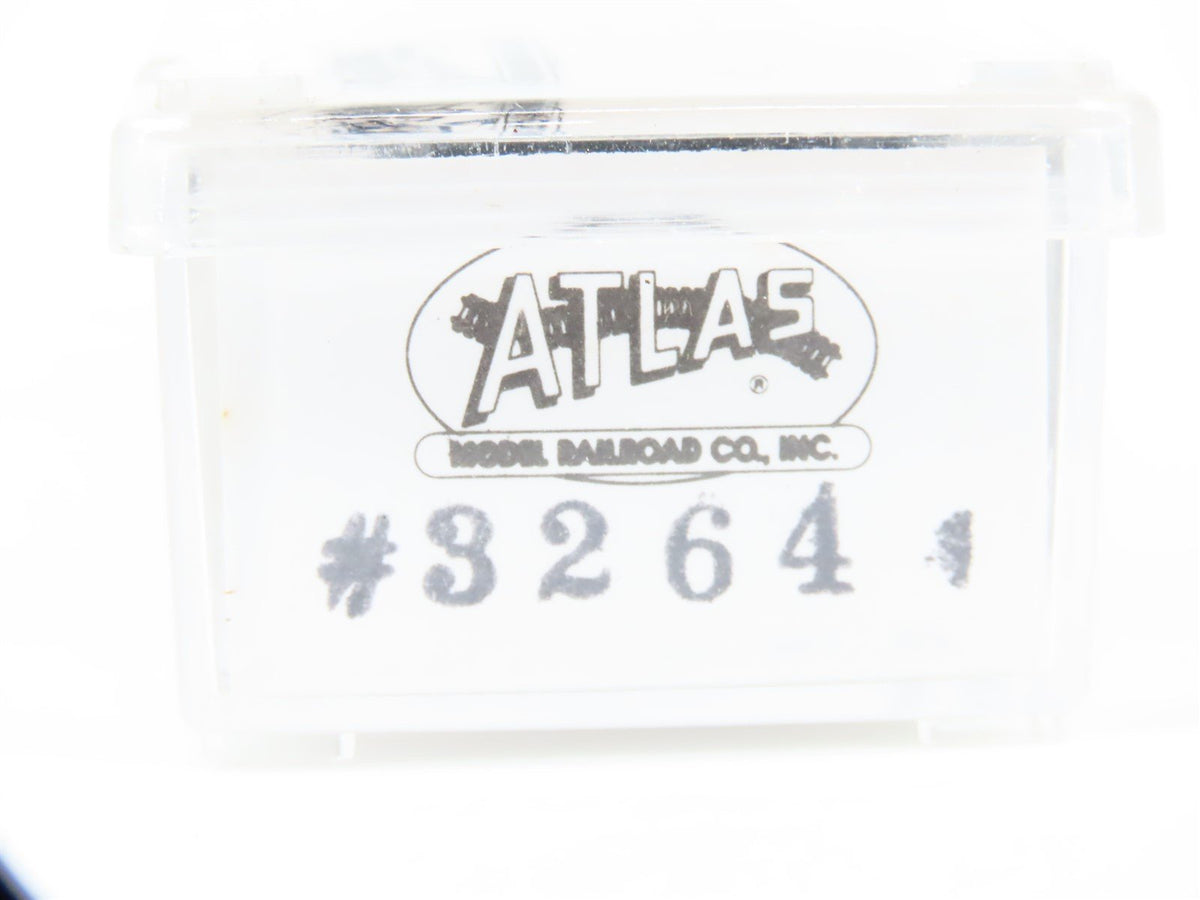 ATLAS
®
MODEL RAILROAD CO., INC.
#3264